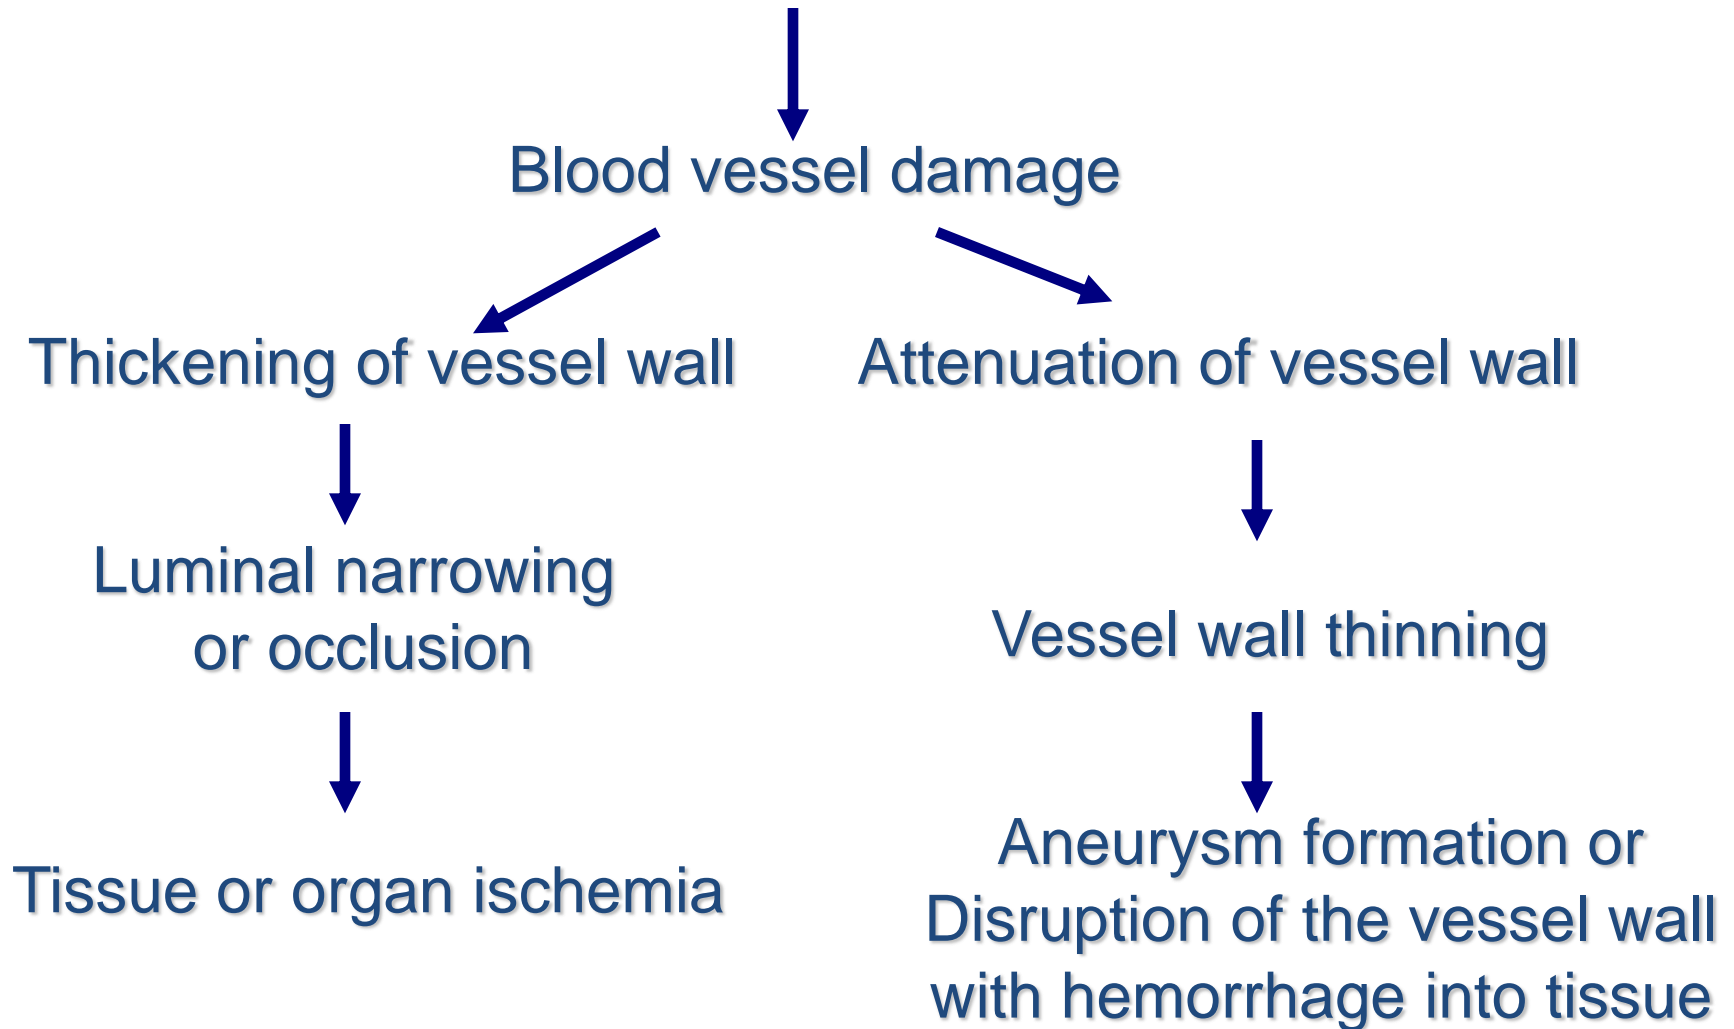 Blood vessel damage
Thickening of vessel wall
Attenuation of vessel wall
Luminal narrowing
or occlusion
Vessel wall thinning
Tissue or organ ischemia
Aneurysm formation or
Disruption of the vessel wall
with hemorrhage into tissue